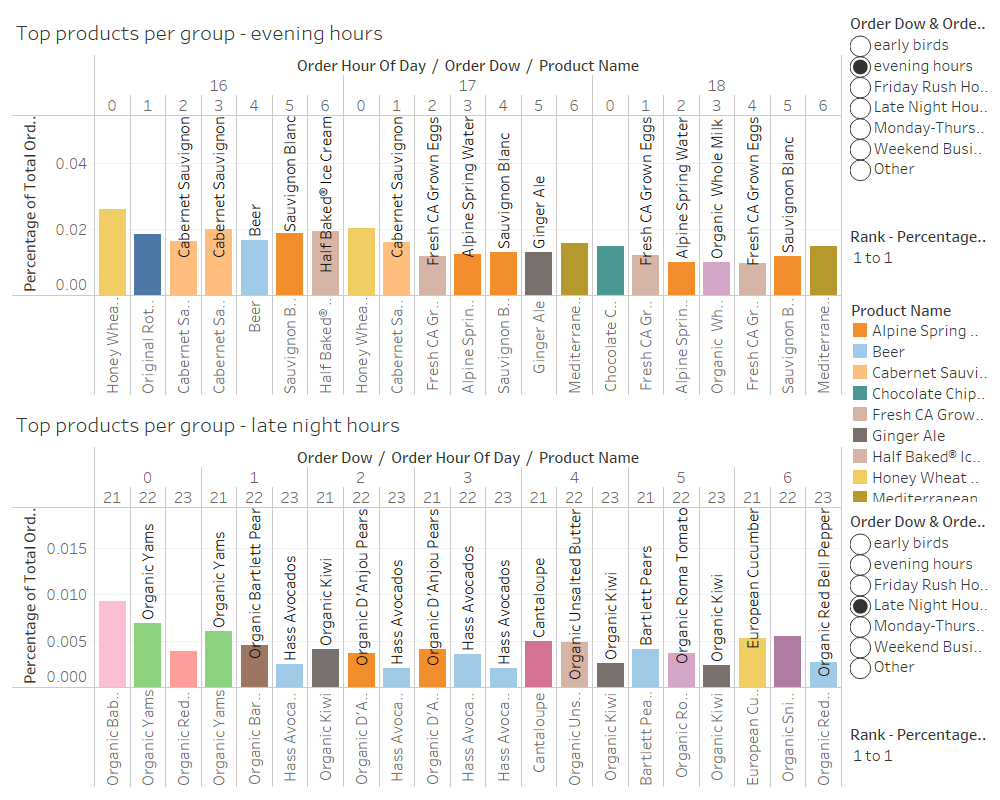 Top products per group - evening hours
Order Hour Of Day / Order Dow / Product Name
16 17 18
0 1 2 3 4 5 6 0 1 2 3 4 5 6 0 1 2 3 4 5 6
Percentage of Total Ord..
0.04
0.02
0.00
Cabernet Sauvignon
Cabernet Sauvignon
Beer
Sauvignon Blanc
Half Baked® Ice Cream
Cabernet Sauvignon
Fresh CA Grown Eggs
Alpine Spring Water
Sauvignon Blanc
Ginger Ale
Fresh CA Grown Eggs
Alpine Spring Water
Organic Whole Milk
Fresh CA Grown Eggs
Sauvignon Blanc
Honey Whea..
Original Rot..
Cabernet Sa..
Cabernet Sa..
Beer
Sauvignon B..
Half Baked® ..
Honey Whea..
Cabernet Sa..
Fresh CA Gr..
Alpine Sprin..
Sauvignon B..
Ginger Ale
Mediterrane..
Chocolate C..
Fresh CA Gr..
Alpine Sprin..
Organic Wh..
Fresh CA Gr..
Sauvignon B..
Mediterrane..
Order Dow & Orde..
early birds
evening hours
Friday Rush Ho..
Late Night Hou..
Monday-Thurs..
Weekend Busi..
Other
Rank - Percentage..
1 to 1
Product Name
Alpine Spring ..
Beer
Cabernet Sauvi..
Chocolate Chip..
Fresh CA Grow..
Ginger Ale
Half Baked® Ic..
Honey Wheat ..
Mediterranean
Top products per group - late night hours
Order Dow / Order Hour Of Day / Product Name
0 1 2 3 4 5 6
21 22 23 21 22 23 21 22 23 21 22 23 21 22 23 21 22 23 21 22 23
Percentage of Total Ord..
0.015
0.010
0.005
0.000
Organic Yams
Organic Yams
Organic Bartlett Pear
Hass Avocados
Organic Kiwi
Organic D'Anjou Pears
Hass Avocados
Organic D'Anjou Pears
Hass Avocados
Hass Avocados
Cantaloupe
Organic Unsalted Butter
Organic Kiwi
Bartlett Pears
Organic Roma Tomato
Organic Kiwi
European Cucumber
Organic Red Bell Pepper
Organic Bab..
Organic Yams
Organic Red..
Organic Yams
Organic Bar..
Hass Avoca..
Organic Kiwi
Organic D'A..
Hass Avoca..
Organic D'A..
Hass Avoca..
Hass Avoca..
Cantaloupe
Organic Uns..
Organic Kiwi
Bartlett Pea..
Organic Ro..
Organic Kiwi
European Cu..
Organic Sni..
Organic Red..
Order Dow & Orde..
early birds
evening hours
Friday Rush Ho..
Late Night Hou..
Monday-Thurs..
Weekend Busi..
Other
Rank - Percentage..
1 to 1